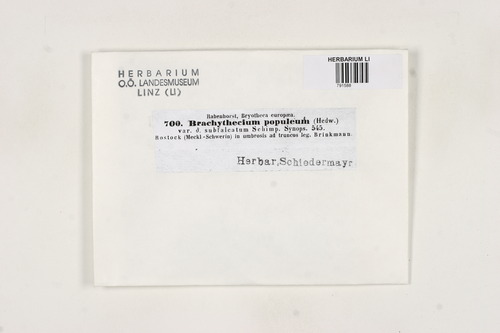 HERBARIUM
O.Ö. LANDESMUSEUM
LINZ (LI)
HERBARIUM LI
791568
Rabenhorst, Bryotheca europaea.
700. Brachythecium populeum (Hedw.)
var. δ. subfalcatum Schimp. Synops. 545.
Rostock (Meckl.-Schwerin) in umbrosis ad truncos leg. Brinkmann.
Herbar, Schiedermayr